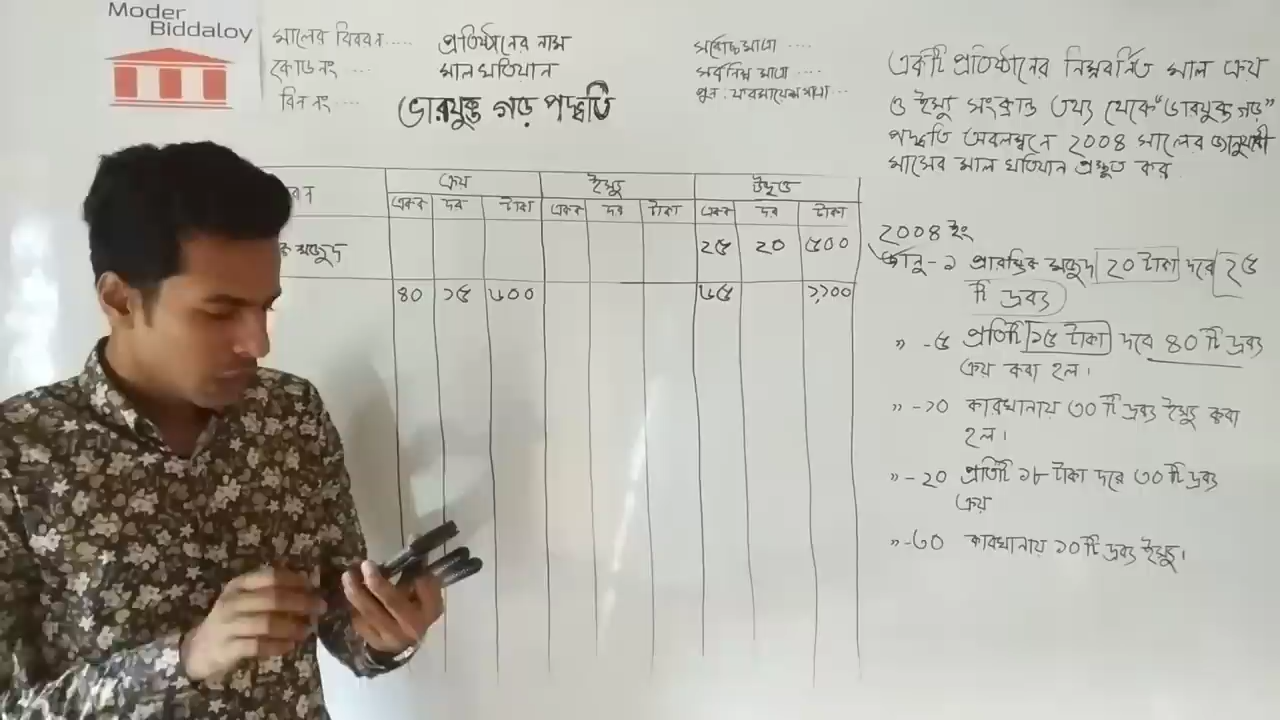 Moder
Biddaloy
মালের বিবরন.....
কোড নং ....
বিন নং ....
প্রতিষ্ঠানের নাম
মাল খতিয়ান
ভারযুক্ত গড় পদ্ধতি
সর্বোচ্চ মাত্রা ....
সর্বনিম্ন মাত্রা ....
একটি প্রতিষ্ঠানের নিম্নবর্নিত মাল ক্রয়
ও ইস্যু সংক্রান্ত তথ্য থেকে "ভারযুক্ত গড়"
পদ্ধতি অবলম্বনে ২০০৪ সালের জানুয়ারী
মাসের মাল খতিয়ান প্রস্তুত কর
ক্রয় ইস্যু উদ্বৃত্ত
একক দর টাকা একক দর টাকা একক দর টাকা
মজুদ ২৫ ২০ ৫০০
৪০ ১৫ ৬০০ ৬৫ ১,১০০
২০০৪ ইং
জানু - ১ প্রারম্ভিক মজুদ ২০ টাকা দরে ২৫
টি দ্রব্য
" - ৫ প্রতিটি ১৫ টাকা দরে ৪০ টি দ্রব্য
ক্রয় করা হল।
" - ১০ কারখানায় ৩০ টি দ্রব্য ইস্যু করা
হল।
" - ২০ প্রতিটি ১৮ টাকা দরে ৩০ টি দ্রব্য
ক্রয়
" - ৩০ কারখানায় ১০ টি দ্রব্য ইস্যু।